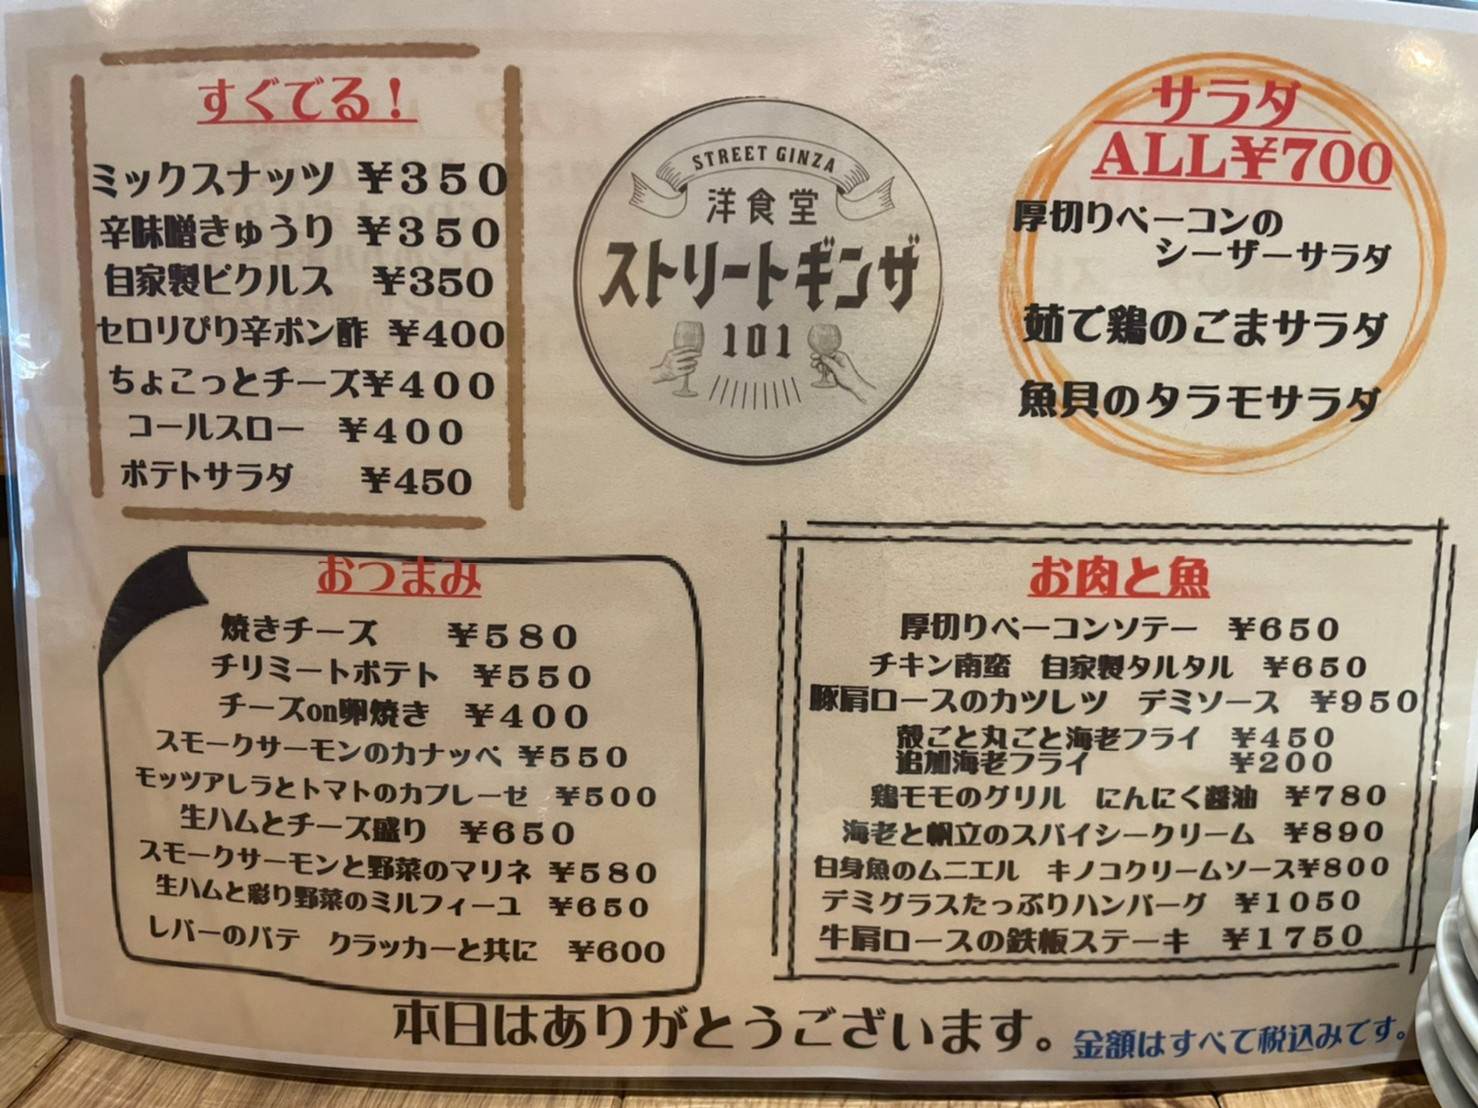 すぐでる！
ミックスナッツ ¥350
辛味噌きゅうり ¥350
自家製ピクルス ¥350
セロリぴり辛ポン酢 ¥400
ちょこっとチーズ¥400
コールスロー ¥400
ポテトサラダ ¥450
STREET GINZA
洋食堂
ストリートギンザ
101
サラダ
ALL¥700
厚切りベーコンの
シーザーサラダ
茹で鶏のごまサラダ
魚貝のタラモサラダ
おつまみ
焼きチーズ ¥580
チリミートポテト ¥550
チーズon卵焼き ¥400
スモークサーモンのカナッペ ¥550
モッツアレラとトマトのカプレーゼ ¥500
生ハムとチーズ盛り ¥650
スモークサーモンと野菜のマリネ ¥580
生ハムと彩り野菜のミルフィーユ ¥650
レバーのパテ クラッカーと共に ¥600
お肉と魚
厚切りベーコンソテー ¥650
チキン南蛮 自家製タルタル ¥650
豚肩ロースのカツレツ デミソース ¥950
殻ごと丸ごと海老フライ ¥450
追加海老フライ ¥200
鶏モモのグリル にんにく醤油 ¥780
海老と帆立のスパイシークリーム ¥890
白身魚のムニエル キノコクリームソース¥800
デミグラスたっぷりハンバーグ ¥1050
牛肩ロースの鉄板ステーキ ¥1750
本日はありがとうございます。
金額はすべて税込みです。